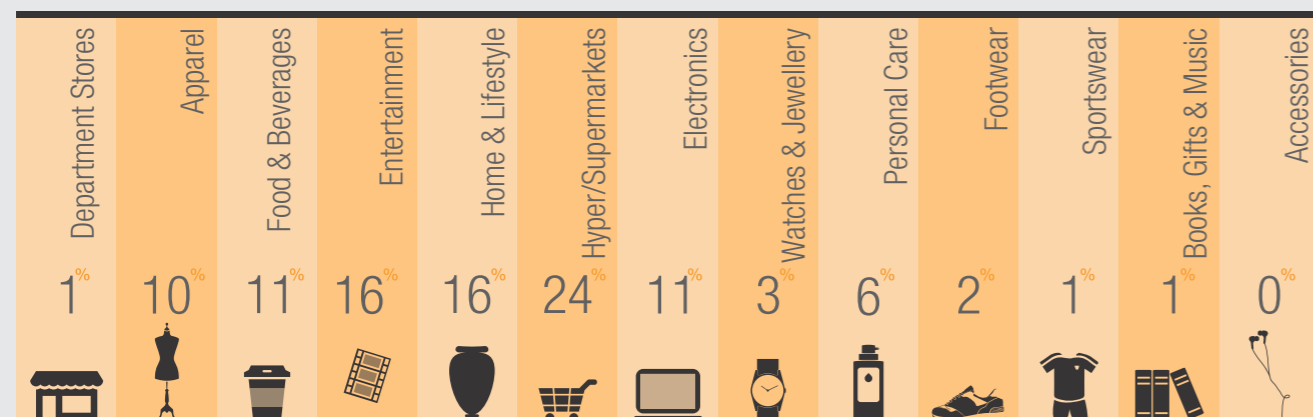 Department Stores
1%
Apparel
10%
Food & Beverages
11%
Entertainment
16%
Home & Lifestyle
16%
Hyper/Supermarkets
24%
Electronics
11%
Watches & Jewellery
3%
Personal Care
6%
Footwear
2%
Sportswear
1%
Books, Gifts & Music
1%
Accessories
0%